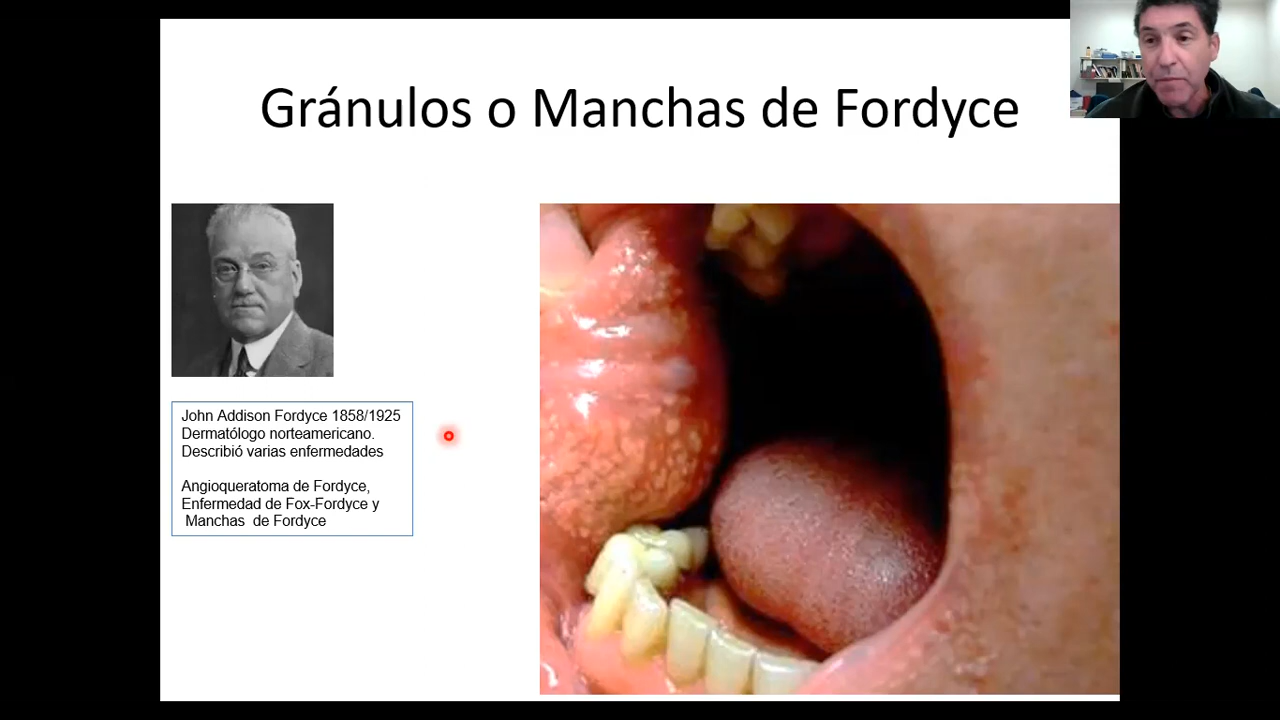 Gránulos o Manchas de Fordyce
John Addison Fordyce 1858/1925
Dermatólogo norteamericano.
Describió varias enfermedades
Angioqueratoma de Fordyce,
Enfermedad de Fox-Fordyce y
Manchas de Fordyce